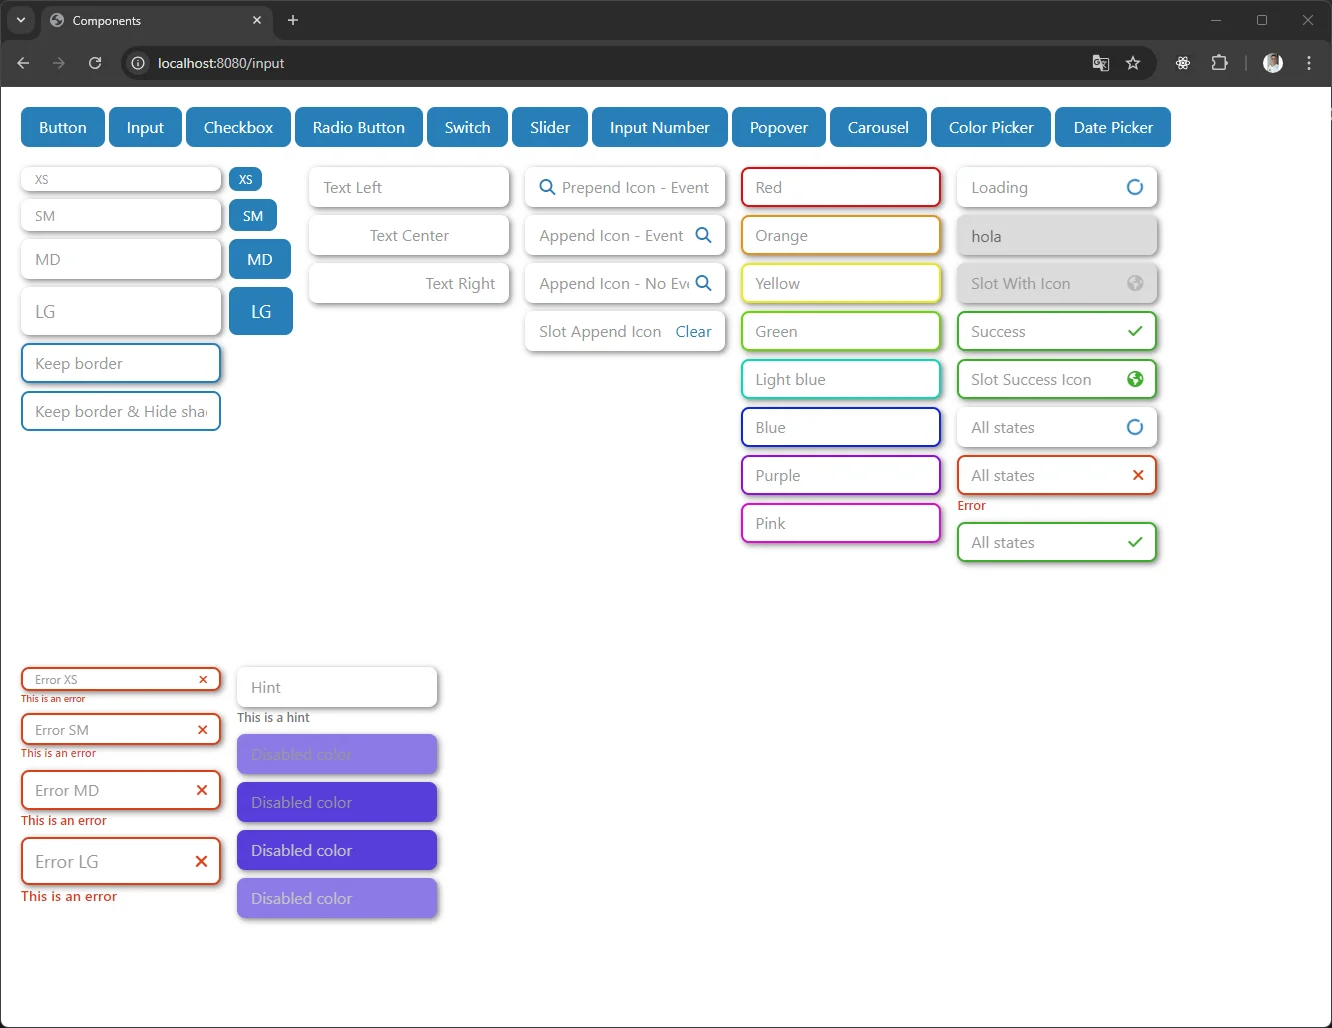 Components
localhost:8080/input
Button
Input
Checkbox
Radio Button
Switch
Slider
Input Number
Popover
Carousel
Color Picker
Date Picker
XS
XS
SM
SM
MD
MD
LG
LG
Keep border
Keep border & Hide sha
Text Left
Text Center
Text Right
Prepend Icon - Event
Append Icon - Event
Append Icon - No Eve
Slot Append Icon
Clear
Red
Orange
Yellow
Green
Light blue
Blue
Purple
Pink
Loading
hola
Slot With Icon
Success
Slot Success Icon
All states
All states
Error
All states
Error XS
This is an error
Error SM
This is an error
Error MD
This is an error
Error LG
This is an error
Hint
This is a hint
Disabled color
Disabled color
Disabled color
Disabled color